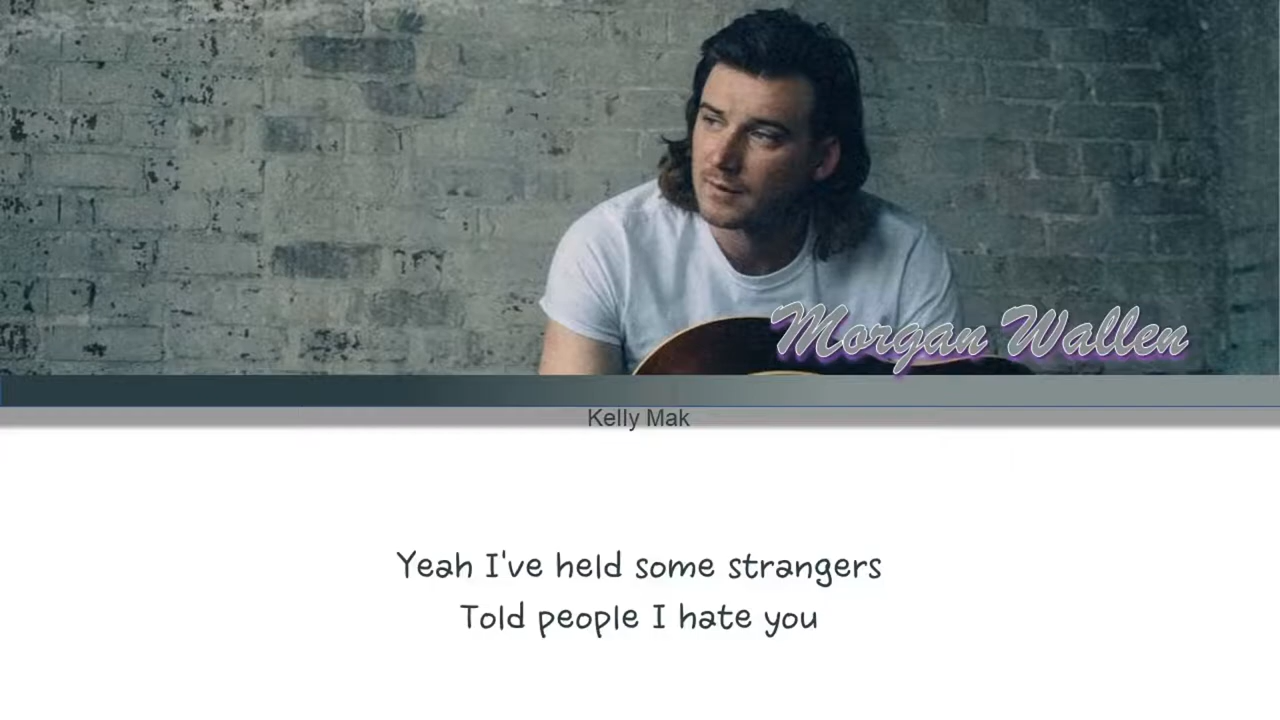 Morgan Wallen
Kelly Mak
Yeah I've held some strangers
Told people I hate you